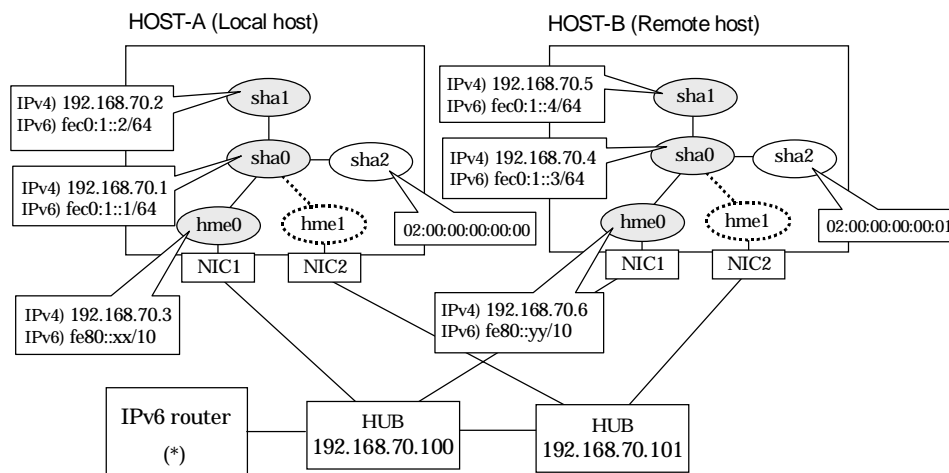 HOST-A (Local host)
HOST-B (Remote host)
IPv4) 192.168.70.2
IPv6) fec0:1::2/64
sha1
IPv4) 192.168.70.1
IPv6) fec0:1::1/64
sha0
sha2
hme0
hme1
02:00:00:00:00:00
NIC1
NIC2
IPv4) 192.168.70.3
IPv6) fe80::xx/10
IPv4) 192.168.70.5
IPv6) fec0:1::4/64
sha1
IPv4) 192.168.70.4
IPv6) fec0:1::3/64
sha0
sha2
hme0
hme1
02:00:00:00:00:01
NIC1
NIC2
IPv4) 192.168.70.6
IPv6) fe80::yy/10
IPv6 router
(*)
HUB
192.168.70.100
HUB
192.168.70.101